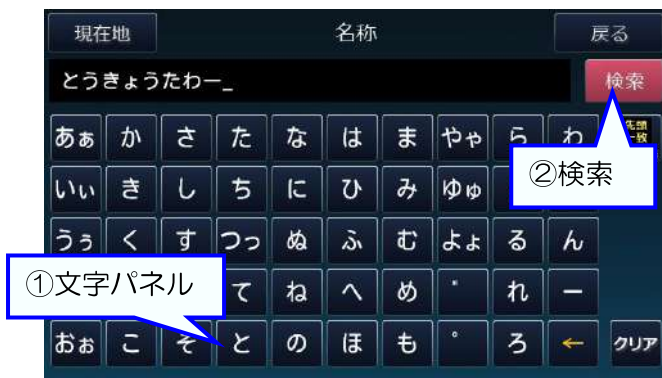 現在地 名称 戻る
とうきょうたわー_ 検索
あぁ か さ た な は ま やゃ ら わ 先頭一致
②検索
いぃ き し ち に ひ み ゆゅ
うぅ く す つっ ぬ ふ む よょ る ん
①文字パネル
て ね へ め ゛ れ ー
おぉ こ そ と の ほ も ゜ ろ ← クリア